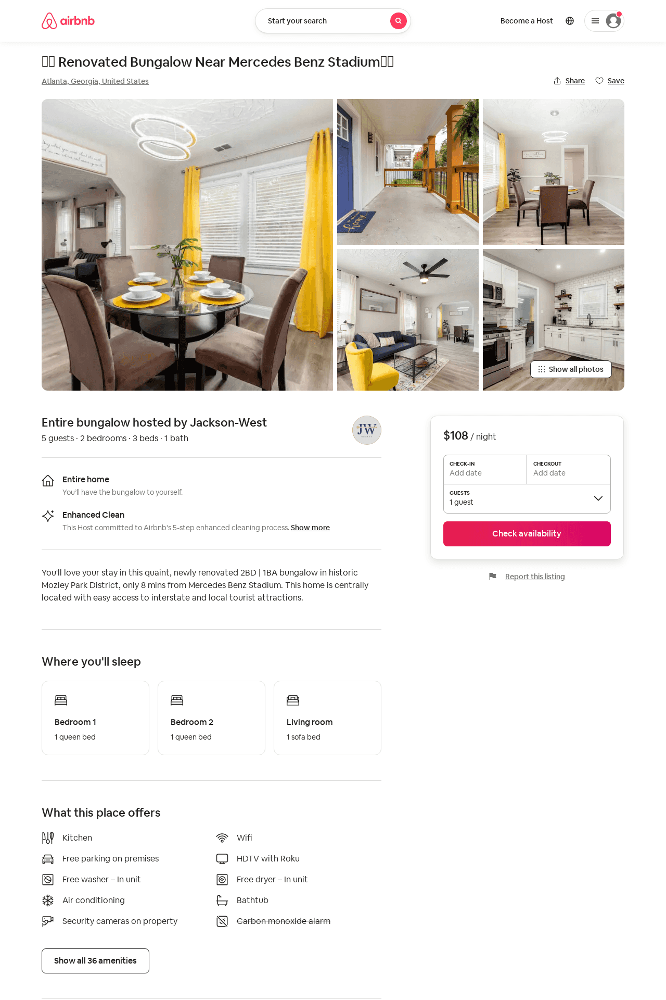 airbnb
Start your search
Become a Host
Renovated Bungalow Near Mercedes Benz Stadium
Atlanta, Georgia, United States
Share
Save
home
Show all photos
Entire bungalow hosted by Jackson-West
5 guests · 2 bedrooms · 3 beds · 1 bath
JW
REALTY
$108 / night
CHECK-IN
Add date
CHECKOUT
Add date
GUESTS
1 guest
Check availability
Report this listing
Entire home
You’ll have the bungalow to yourself.
Enhanced Clean
This Host committed to Airbnb's 5-step enhanced cleaning process. Show more
You'll love your stay in this quaint, newly renovated 2BD | 1BA bungalow in historic
Mozley Park District, only 8 mins from Mercedes Benz Stadium. This home is centrally
located with easy access to interstate and local tourist attractions.
Where you'll sleep
Bedroom 1
1 queen bed
Bedroom 2
1 queen bed
Living room
1 sofa bed
What this place offers
Kitchen
Wifi
Free parking on premises
HDTV with Roku
Free washer – In unit
Free dryer – In unit
Air conditioning
Bathtub
Security cameras on property
Carbon monoxide alarm
Show all 36 amenities